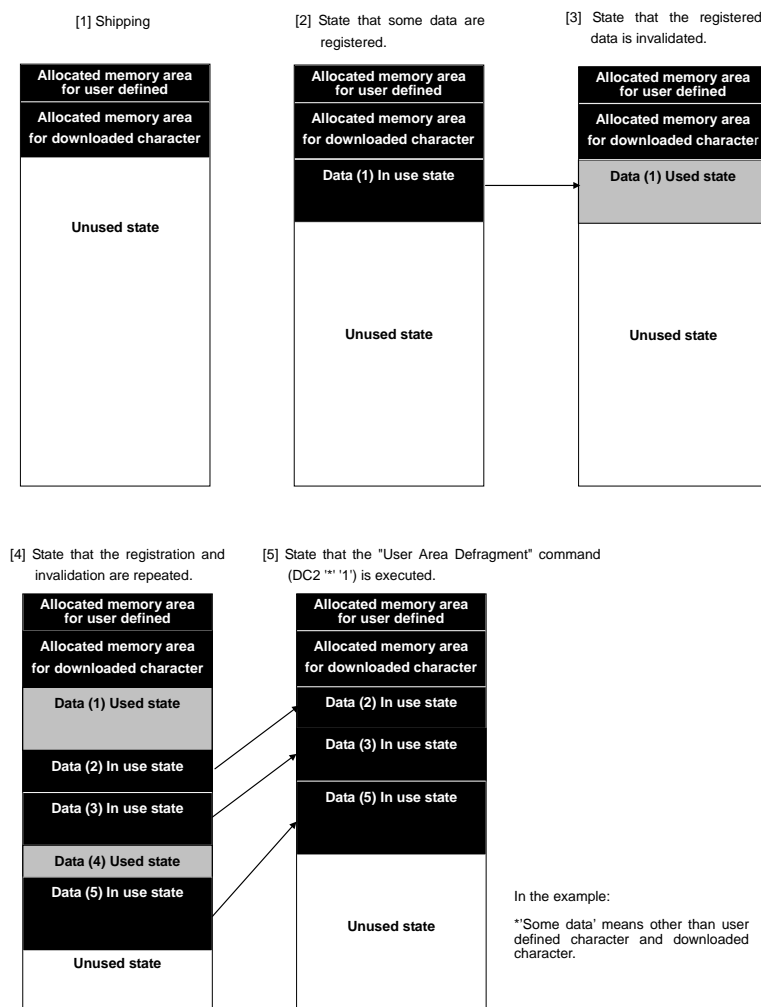 [1] Shipping
Allocated memory area
for user defined
Allocated memory area
for downloaded character
Unused state
[2] State that some data are
registered.
Allocated memory area
for user defined
Allocated memory area
for downloaded character
Data (1) In use state
Unused state
[3] State that the registered
data is invalidated.
Allocated memory area
for user defined
Allocated memory area
for downloaded character
Data (1) Used state
Unused state
[4] State that the registration and
invalidation are repeated.
Allocated memory area
for user defined
Allocated memory area
for downloaded character
Data (1) Used state
Data (2) In use state
Data (3) In use state
Data (4) Used state
Data (5) In use state
Unused state
[5] State that the "User Area Defragment" command
(DC2 '*' '1') is executed.
Allocated memory area
for user defined
Allocated memory area
for downloaded character
Data (2) In use state
Data (3) In use state
Data (5) In use state
Unused state
In the example:
*'Some data' means other than user
defined character and downloaded
character.